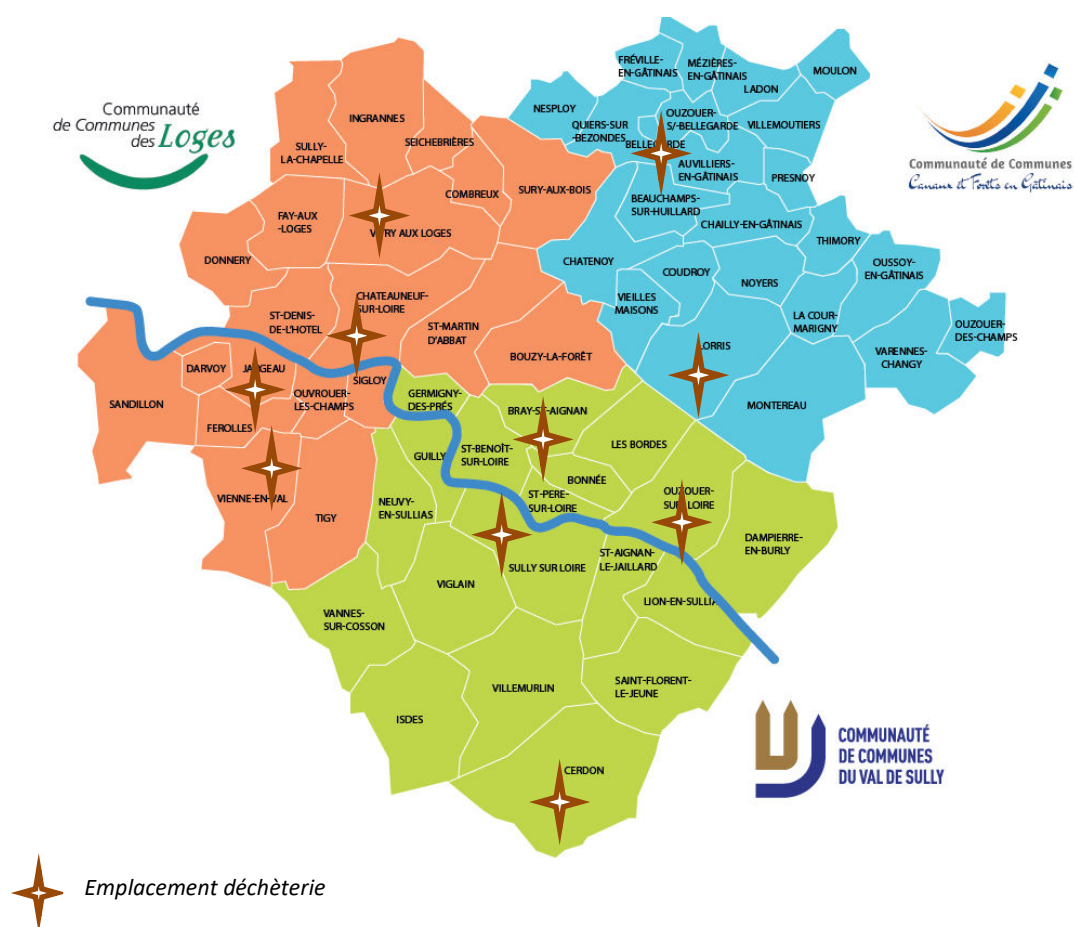 Communauté
de Communes
des Loges
Communauté de Communes
Canaux et Forêts en Gâtinais
FRÉVILLE-
EN-GÂTINAIS
MÉZIÈRES-
EN-GÂTINAIS
MOULON
LADON
NESPLOY
QUIERS-SUR
-BEZONDES
OUZOUER-
S/-BELLEGARDE
VILLEMOUTIERS
BELLEGARDE
AUVILLIERS-
EN-GÂTINAIS
PRESNOY
BEAUCHAMPS-
SUR-HUILLARD
CHAILLY-EN-GÂTINAIS
THIMORY
CHATENOY
COUDROY
NOYERS
OUSSOY-
EN-GÂTINAIS
VIEILLES
MAISONS
LA COUR-
MARIGNY
OUZOUER-
DES-CHAMPS
LORRIS
VARENNES-
CHANGY
MONTEREAU
INGRANNES
SULLY-
LA-CHAPELLE
SEICHEBRIÈRES
COMBREUX
SURY-AUX-BOIS
FAY-AUX
-LOGES
VITRY AUX LOGES
DONNERY
CHATEAUNEUF-
SUR-LOIRE
ST-DENIS-
DE-L'HOTEL
ST-MARTIN
D'ABBAT
BOUZY-LA-FORÊT
DARVOY
JARGEAU
SIGLOY
SANDILLON
OUVROUER-
LES-CHAMPS
FEROLLES
VIENNE-EN-VAL
TIGY
GERMIGNY-
DES-PRÉS
BRAY-ST-AIGNAN
LES BORDES
GUILLY
ST-BENOÎT-
SUR-LOIRE
BONNÉE
NEUVY-
EN-SULLIAS
ST-PERE-
SUR-LOIRE
OUZOUER-
SUR-LOIRE
DAMPIERRE-
EN-BURLY
ST-AIGNAN-
LE-JAILLARD
SULLY SUR LOIRE
VIGLAIN
LION-EN-SULLIA
VANNES-
SUR-COSSON
SAINT-FLORENT-
LE-JEUNE
VILLEMURLIN
ISDES
CERDON
COMMUNAUTÉ
DE COMMUNES
DU VAL DE SULLY
Emplacement déchèterie